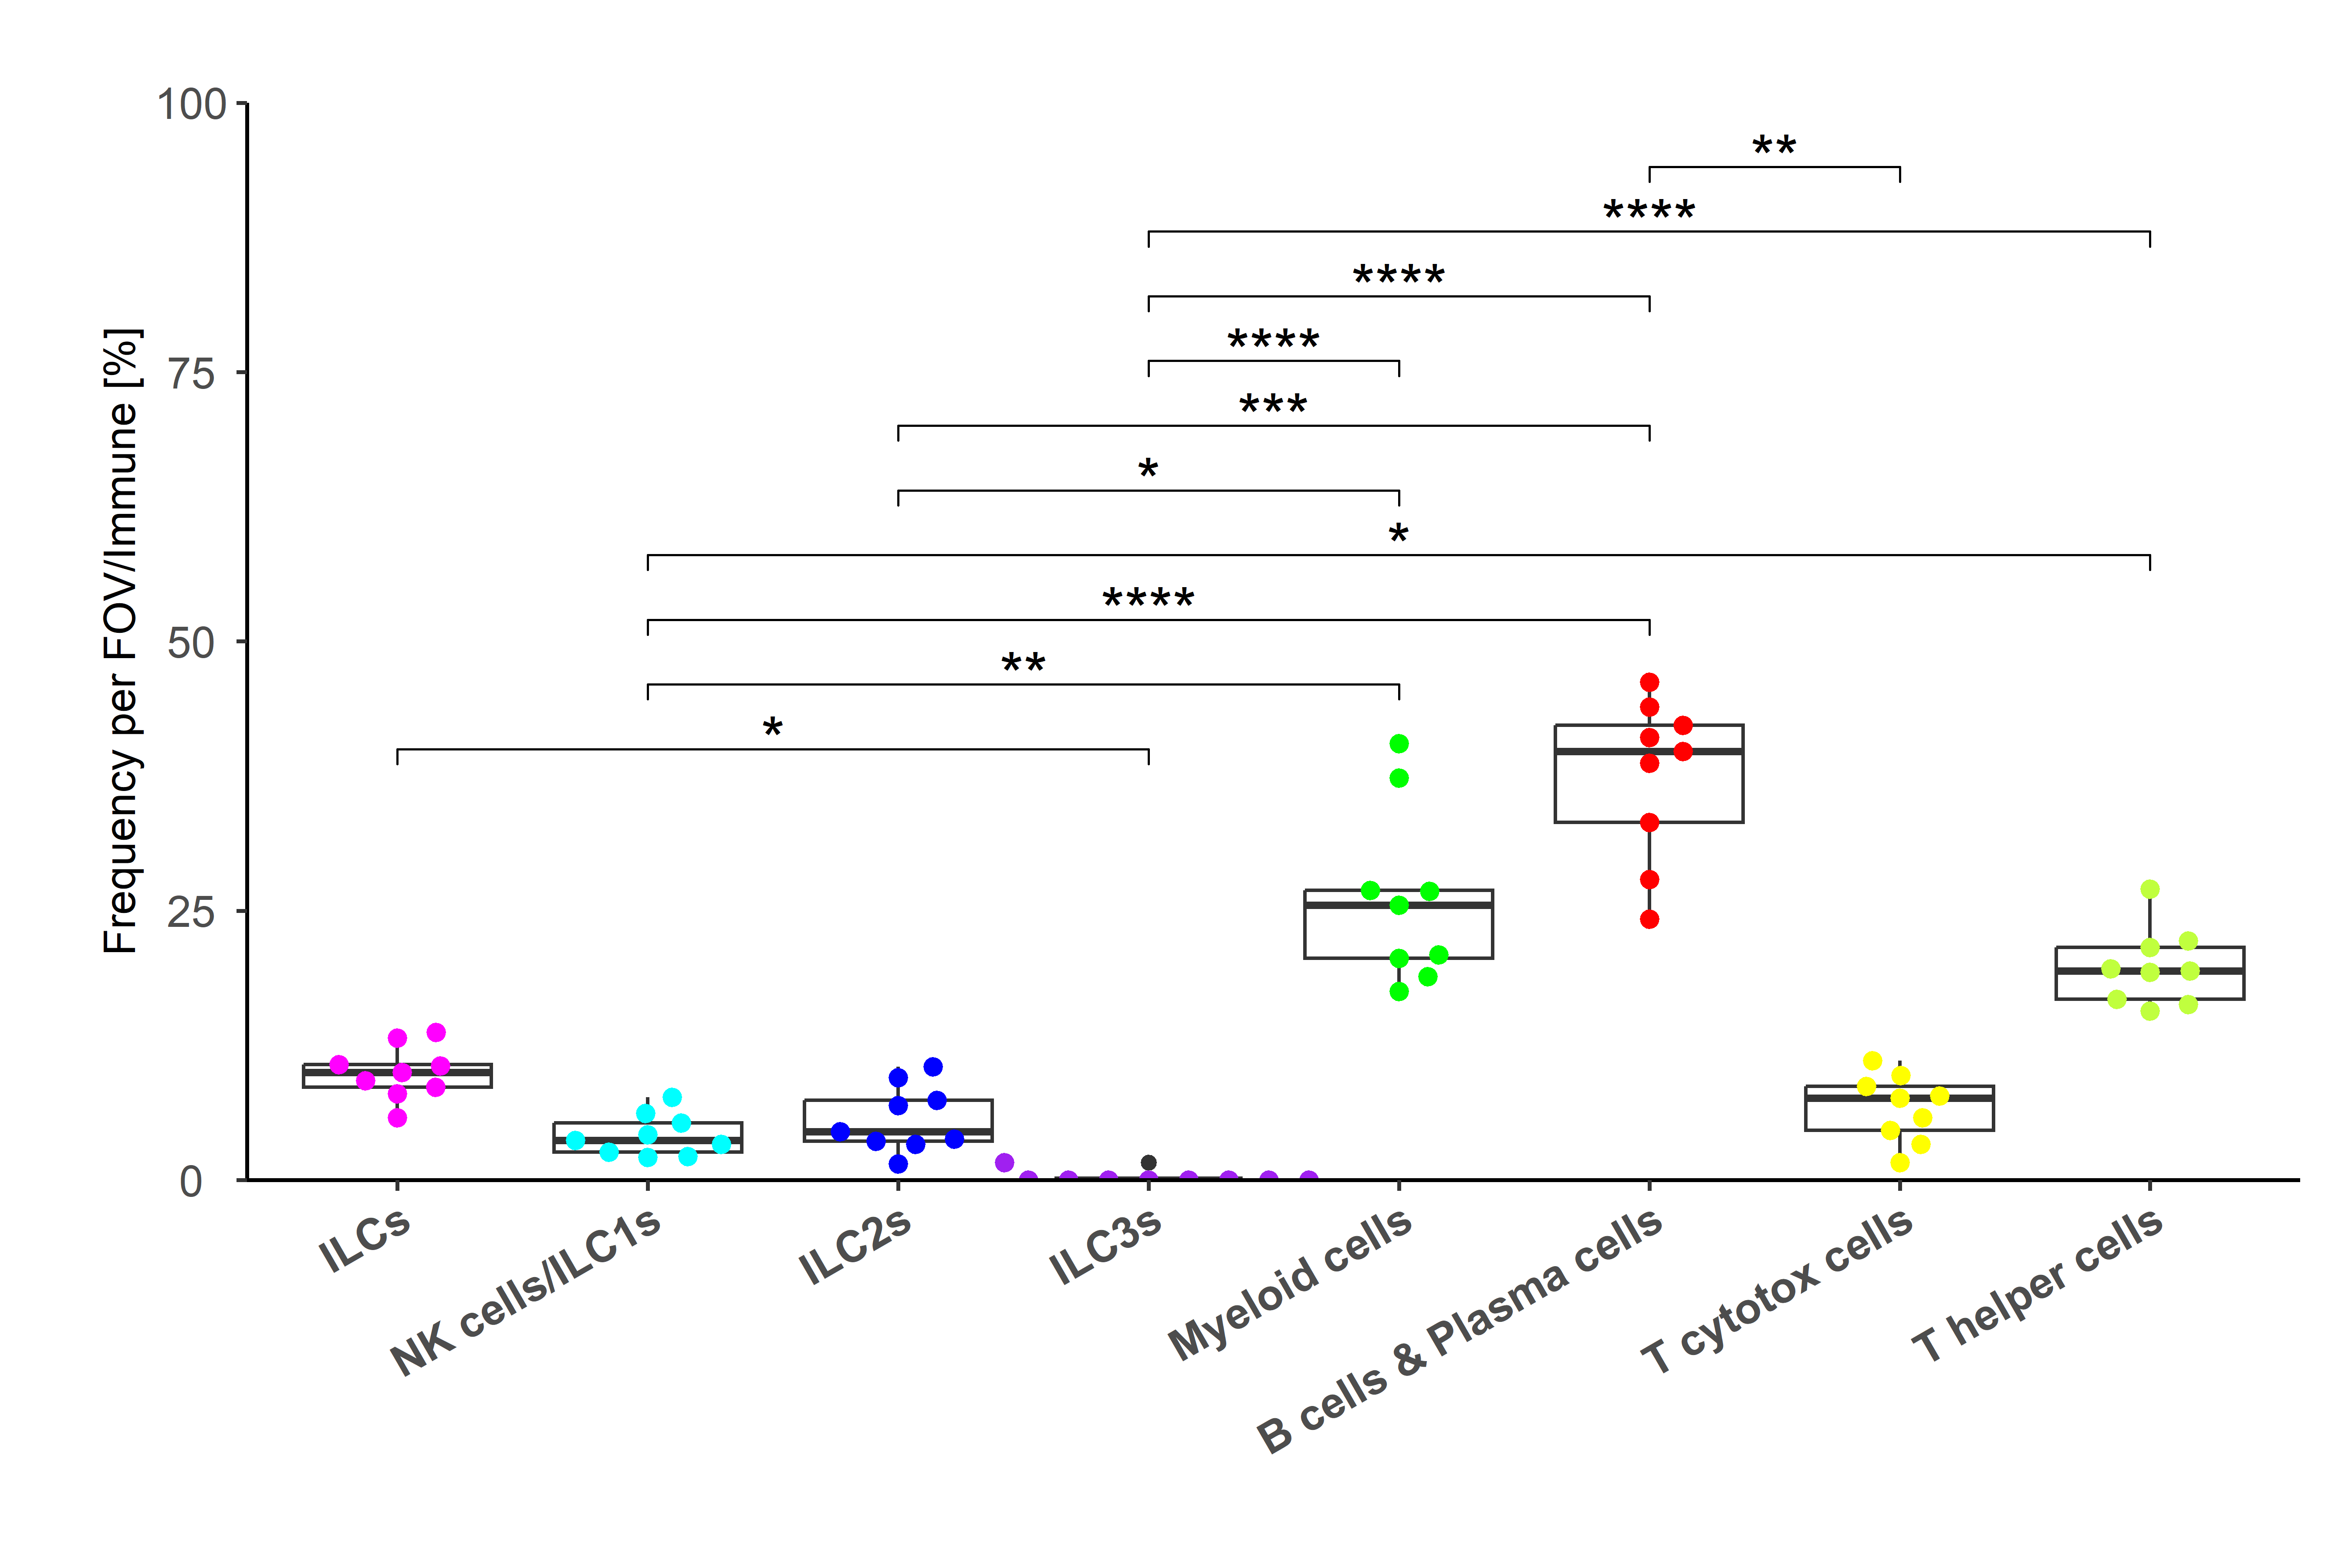 100
**
****
****
****
75
***
*
*
****
50
**
*
25
0
Frequency per FOV/Immune [%]
ILCs
NK cells/ILC1s
ILC2s
ILC3s
Myeloid cells
B cells & Plasma cells
T cytotox cells
T helper cells